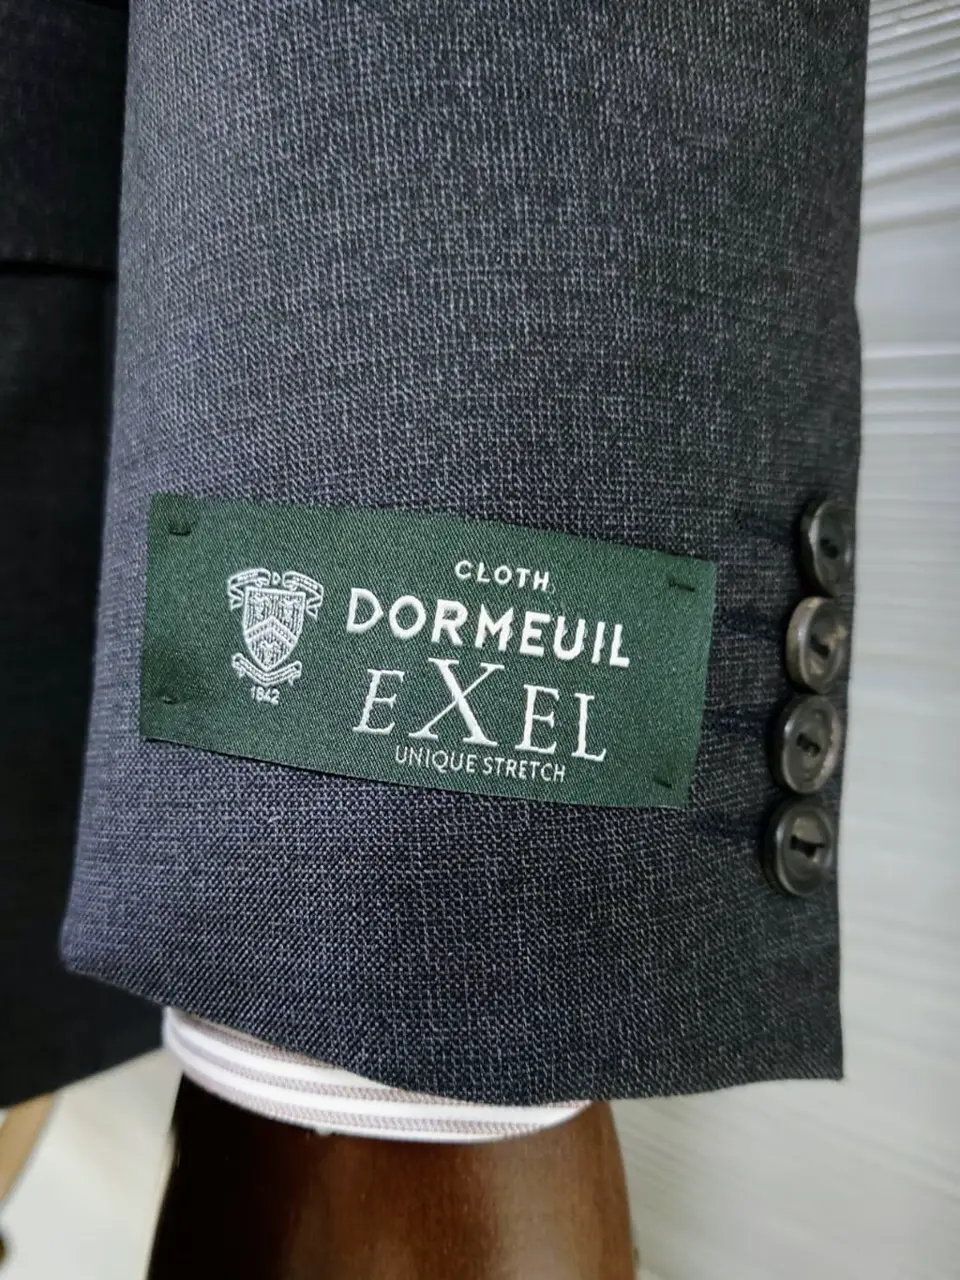 CLOTH
DORMEUIL
EXEL
UNIQUE STRETCH
D
1842